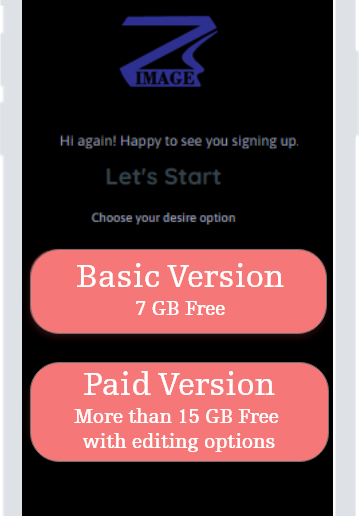 IMAGE
Hi again! Happy to see you signing up.
Let's Start
Choose your desire option
Basic Version
7 GB Free
Paid Version
More than 15 GB Free
with editing options